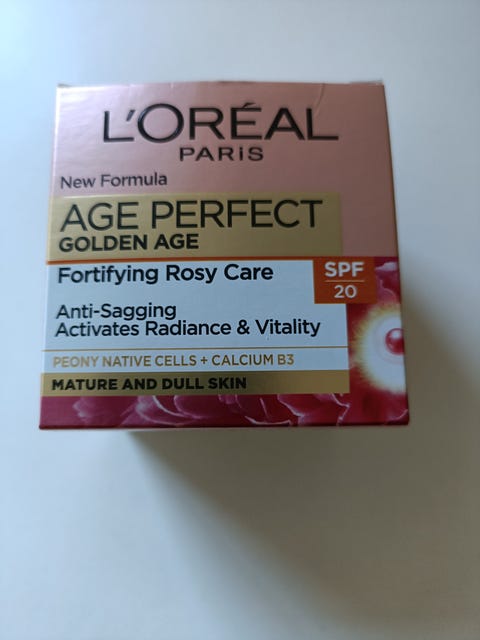 L'ORÉAL
PARIS
New Formula
AGE PERFECT
GOLDEN AGE
Fortifying Rosy Care
SPF
20
Anti-Sagging
Activates Radiance & Vitality
PEONY NATIVE CELLS + CALCIUM B3
MATURE AND DULL SKIN